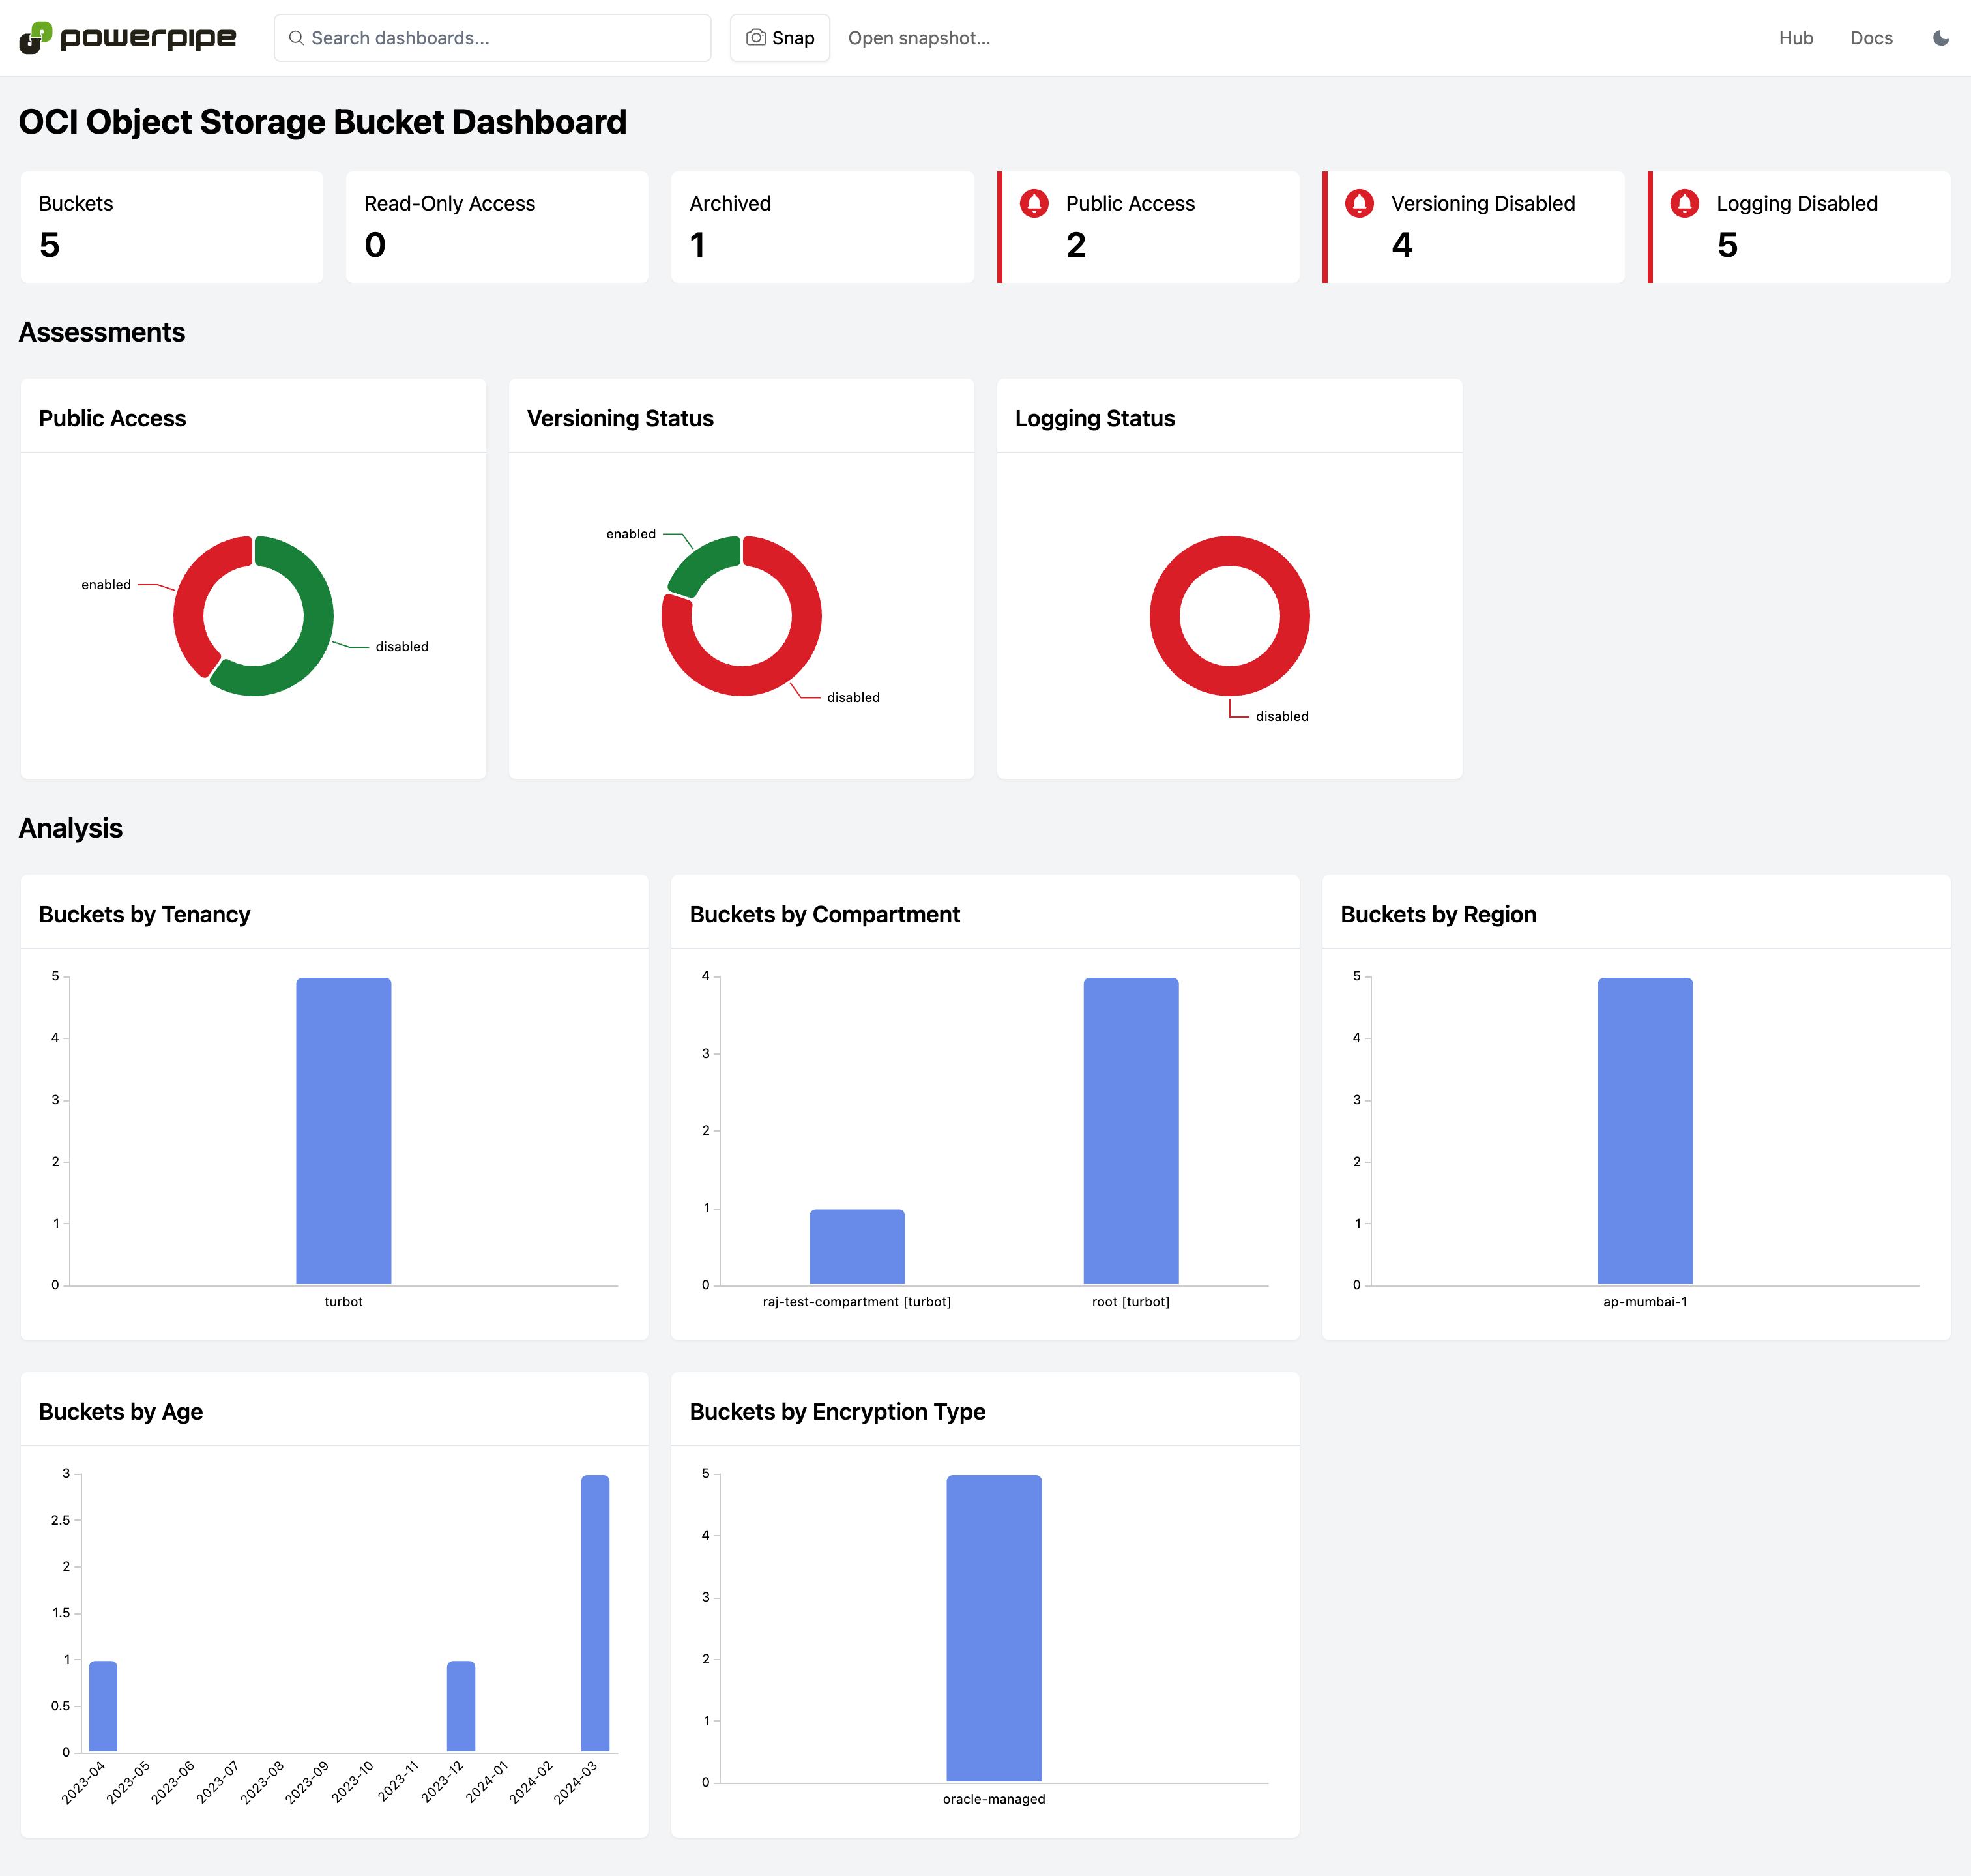 powerpipe
Search dashboards...
Snap
Open snapshot...
Hub
Docs
OCI Object Storage Bucket Dashboard
Buckets
5
Read-Only Access
0
Archived
1
Public Access
2
Versioning Disabled
4
Logging Disabled
5
Assessments
Public Access
enabled
disabled
Versioning Status
enabled
disabled
Logging Status
disabled
Analysis
Buckets by Tenancy
5
4
3
2
1
0
turbot
Buckets by Compartment
4
3
2
1
0
raj-test-compartment [turbot]
root [turbot]
Buckets by Region
5
4
3
2
1
0
ap-mumbai-1
Buckets by Age
3
2.5
2
1.5
1
0.5
0
2023-04
2023-05
2023-06
2023-07
2023-08
2023-09
2023-10
2023-11
2023-12
2024-01
2024-02
2024-03
Buckets by Encryption Type
5
4
3
2
1
0
oracle-managed